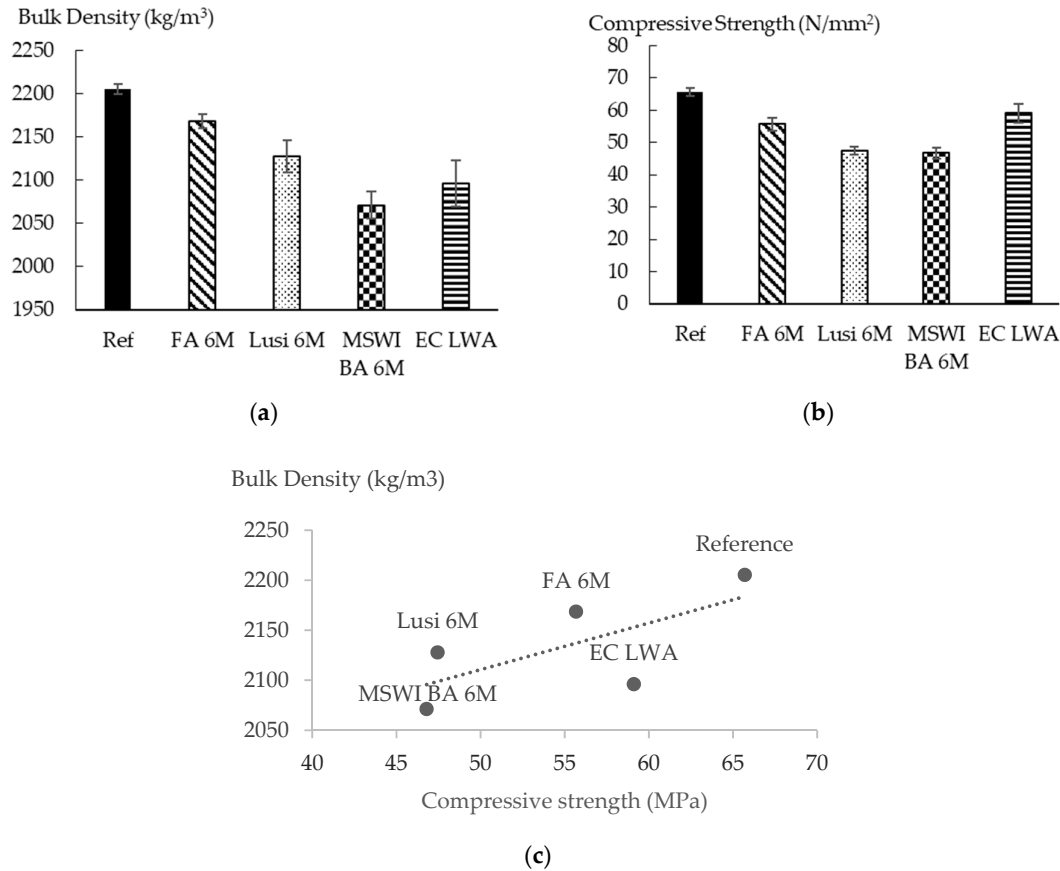 Bulk Density (kg/m³)
2250
2200
2150
2100
2050
2000
1950
Ref FA 6M Lusi 6M MSWI EC LWA
BA 6M
(a)
Compressive Strength (N/mm²)
80
70
60
50
40
30
20
10
0
Ref FA 6M Lusi 6M MSWI EC LWA
BA 6M
(b)
Bulk Density (kg/m3)
2250
2200
2150
2100
2050
Reference
FA 6M
Lusi 6M
EC LWA
MSWI BA 6M
40 45 50 55 60 65 70
Compressive strength (MPa)
(c)